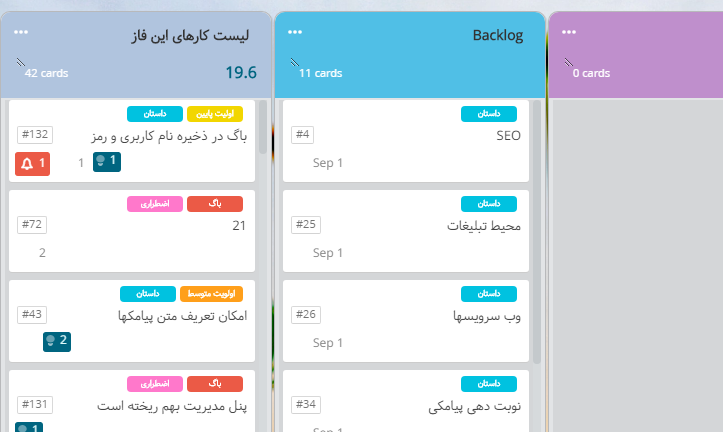 لیست کارهای این فاز
42 cards
19.6
اولیت پایین
داستان
#132
باگ در ذخیره نام کاربری و رمز
1
1
1
باگ
اضطراری
#72
21
2
اولویت متوسط
داستان
#43
امکان تعریف متن پیامکها
2
باگ
اضطراری
#131
پنل مدیریت بهم ریخته است
1
Backlog
11 cards
داستان
#4
SEO
Sep 1
داستان
#25
محیط تبلیغات
Sep 1
داستان
#26
وب سرویسها
Sep 1
داستان
#34
نوبت دهی پیامکی
Sep 1
0 cards